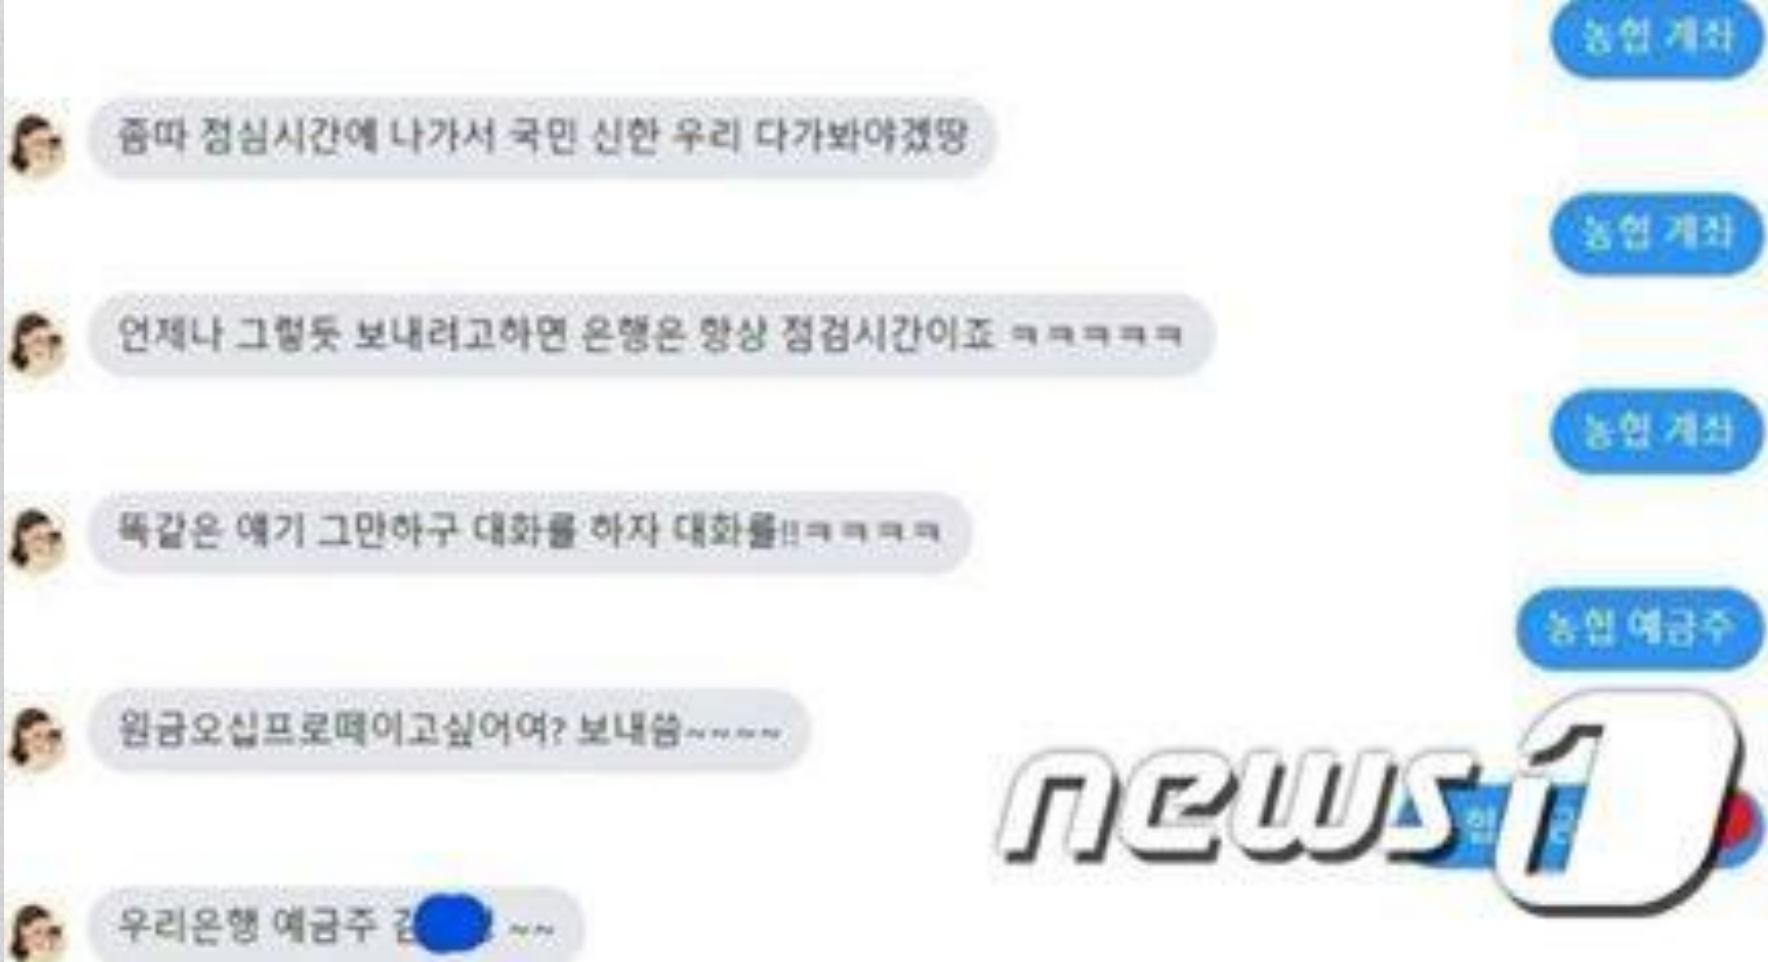 농협 계좌
줌따 점심시간에 나가서 국민 신한 우리 다가봐야겠땅
농협 계좌
언제나 그렇듯 보내려고하면 은행은 항상 점검시간이죠 ㅋㅋㅋㅋㅋ
농협 계좌
똑같은 얘기 그만하구 대화를 하자 대화를!!ㅋㅋㅋㅋ
농협 예금주
원금오십프로떼이고싶어여? 보내씀~~~~
news1
우리은행 예금주 김 ~~